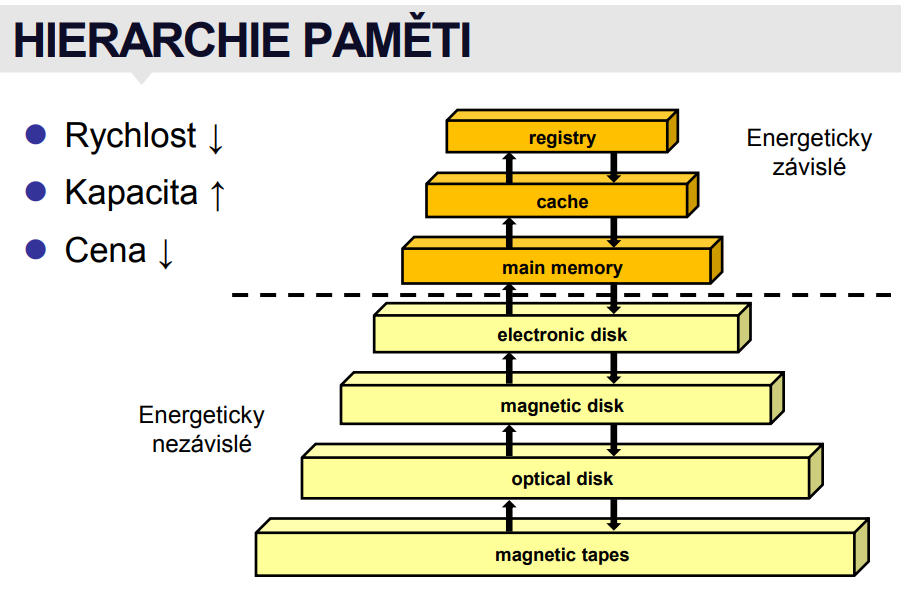 HIERARCHIE PAMĚTI
Rychlost ↓
Kapacita ↑
Cena ↓
registry
Energeticky
závislé
cache
main memory
electronic disk
magnetic disk
Energeticky
nezávislé
optical disk
magnetic tapes